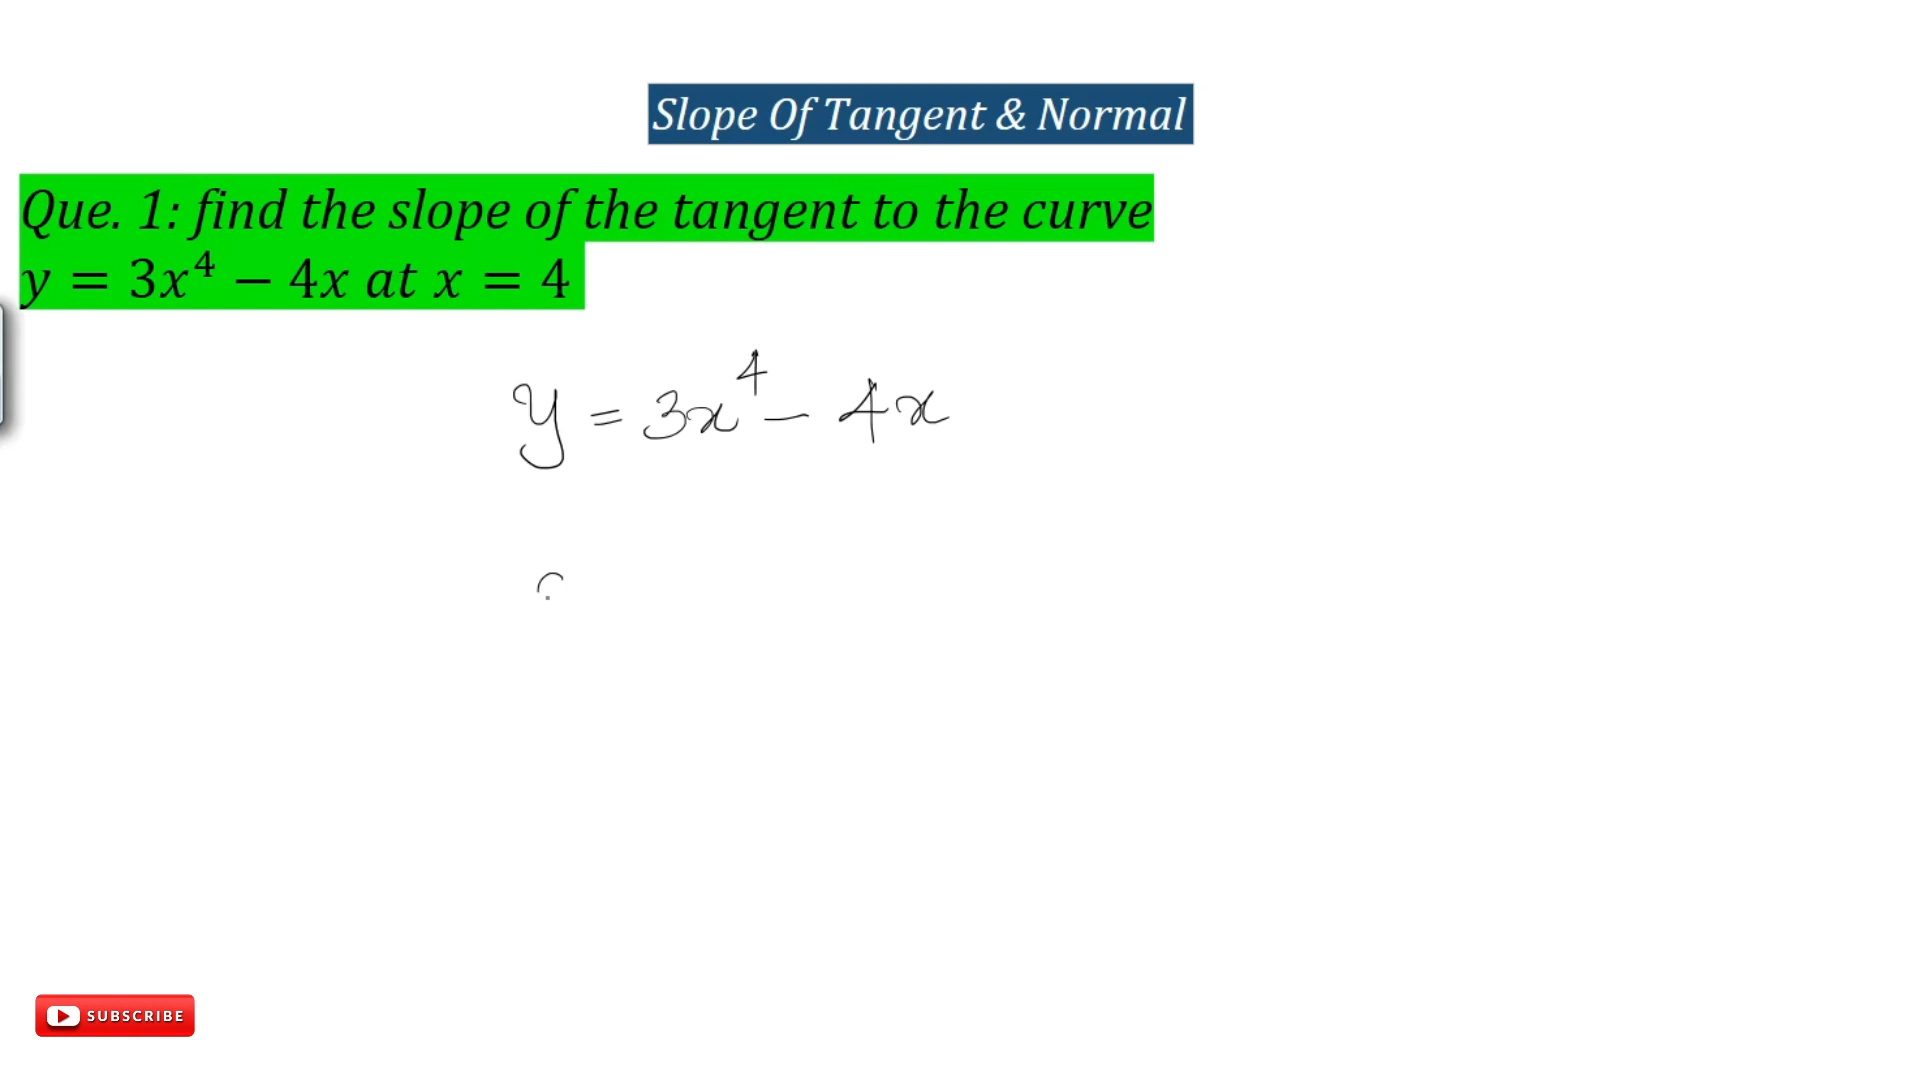 Slope Of Tangent & Normal
Que. 1: find the slope of the tangent to the curve
y = 3x⁴ − 4x at x = 4
y = 3x⁴ − 4x
SUBSCRIBE